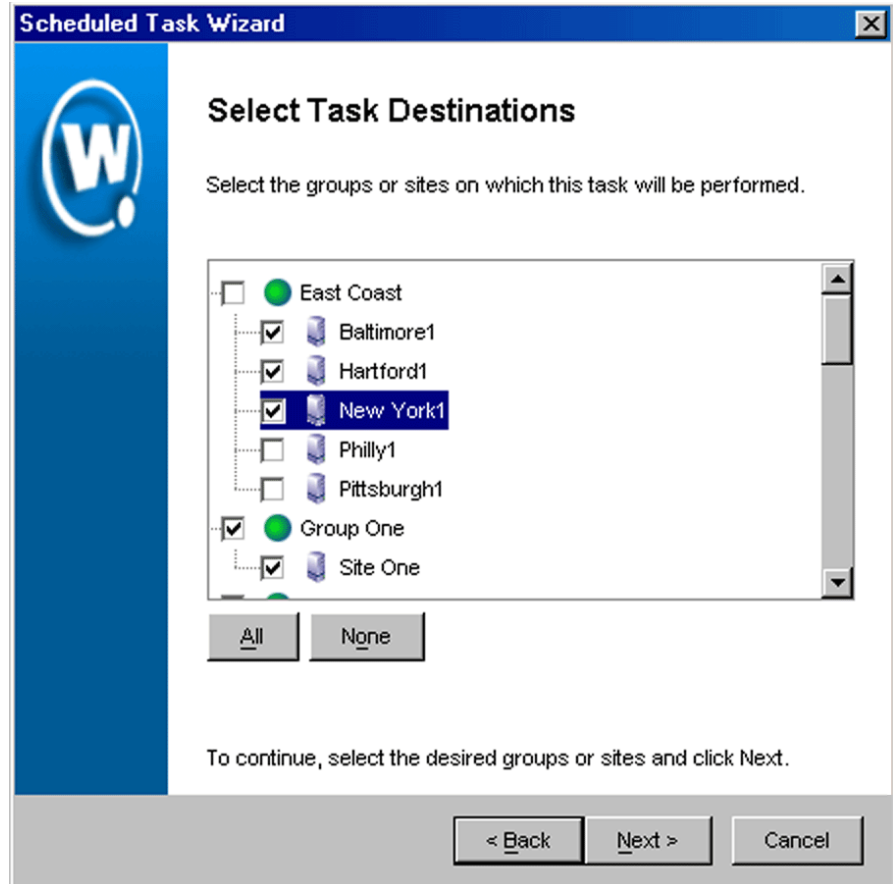 Scheduled Task Wizard
W
Select Task Destinations
Select the groups or sites on which this task will be performed.
East Coast
Baltimore1
Hartford1
New York1
Philly1
Pittsburgh1
Group One
Site One
All
None
To continue, select the desired groups or sites and click Next.
< Back
Next >
Cancel